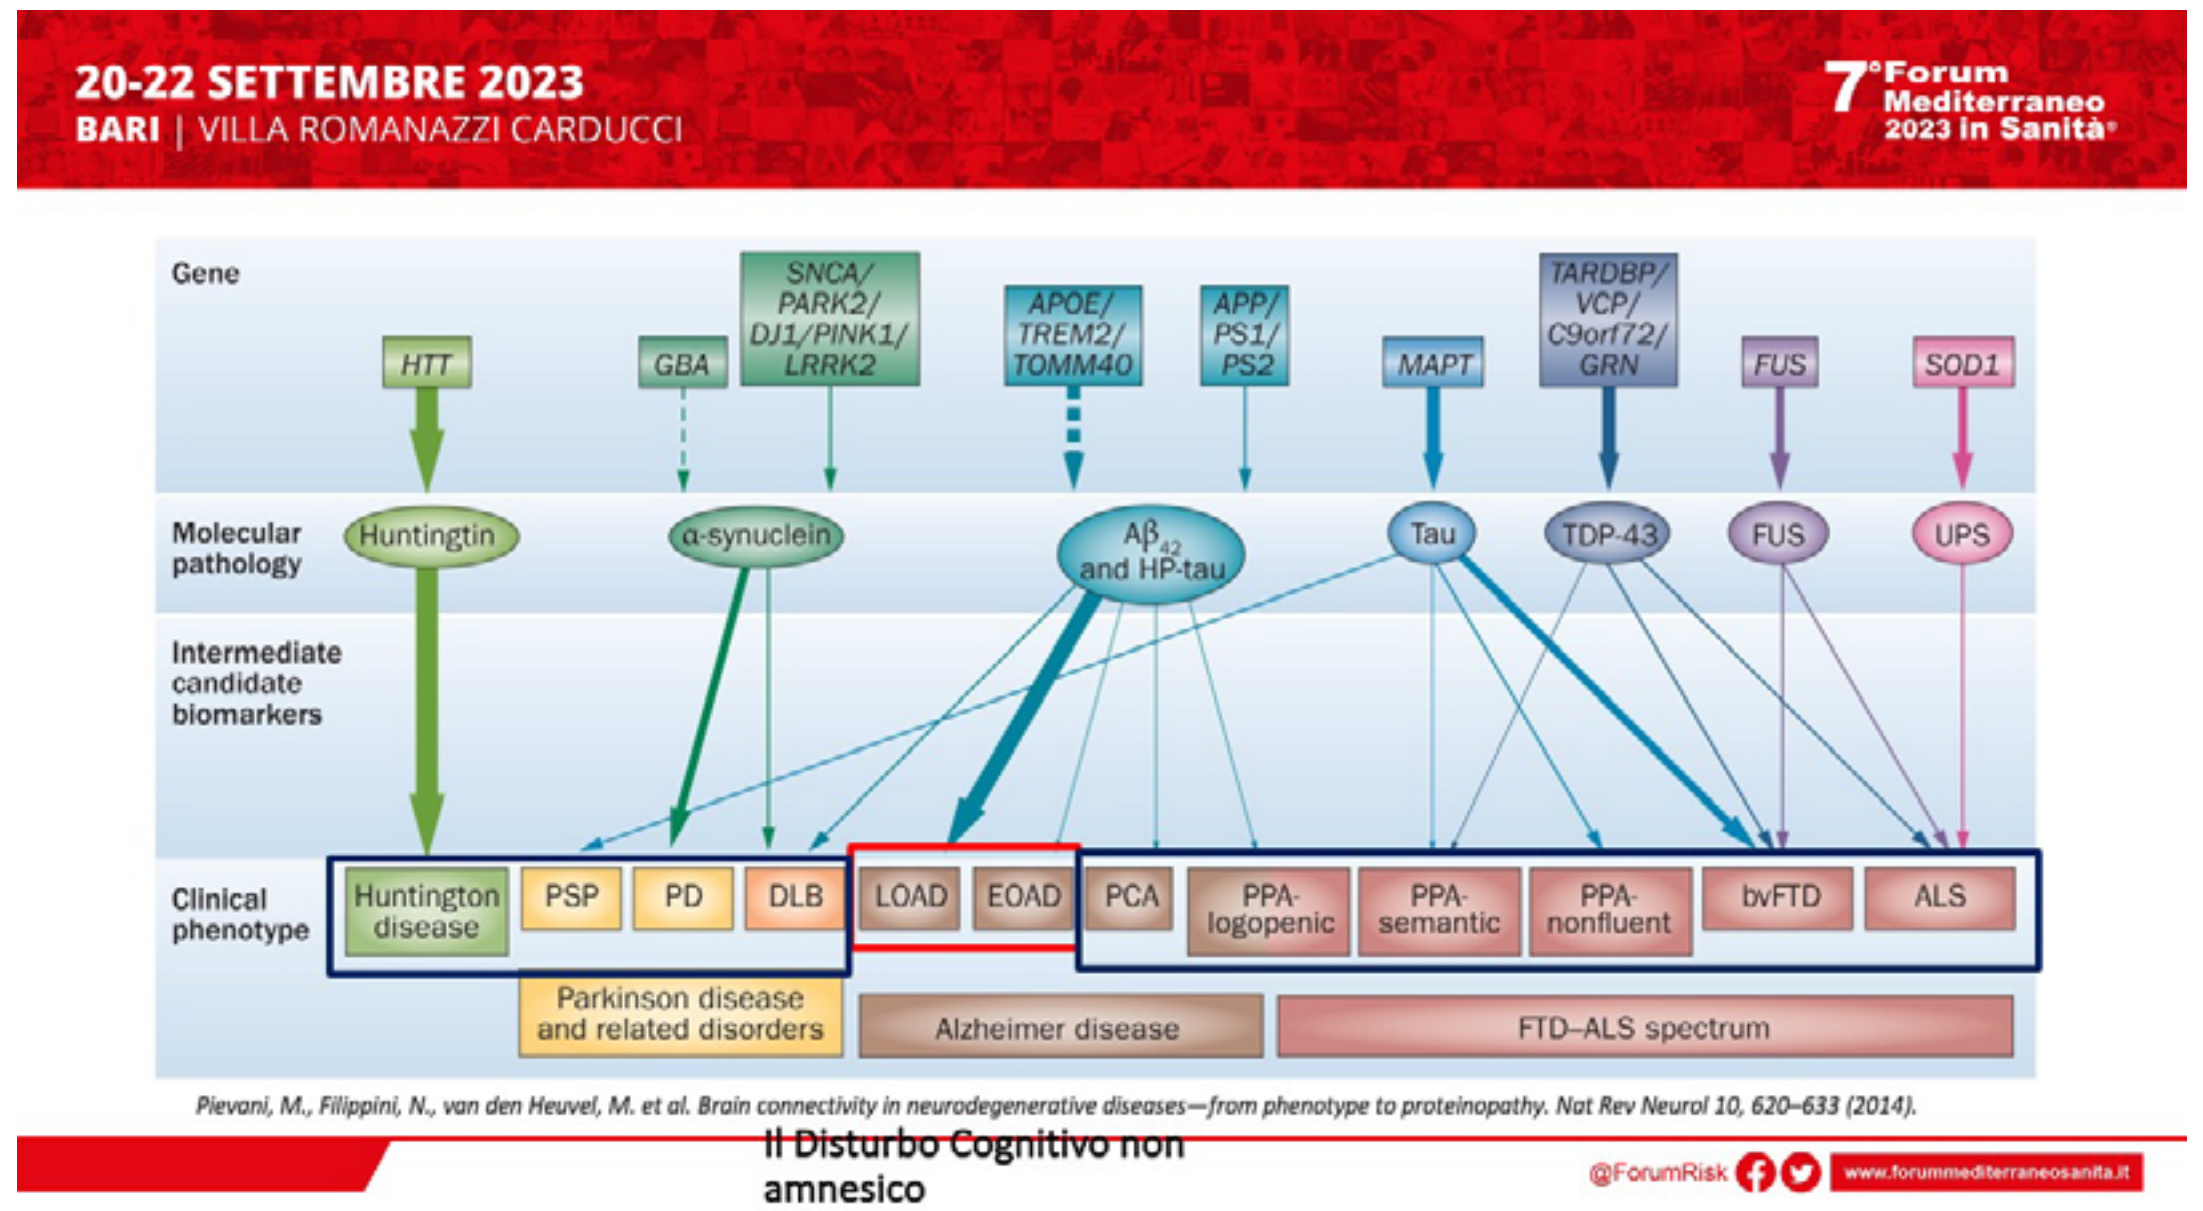 20-22 SETTEMBRE 2023
BARI | VILLA ROMANAZZI CARDUCCI
7° Forum
Mediterraneo
2023 in Sanità®
Gene
HTT
GBA
SNCA/
PARK2/
DJ1/PINK1/
LRRK2
APOE/
TREM2/
TOMM40
APP/
PS1/
PS2
MAPT
TARDBP/
VCP/
C9orf72/
GRN
FUS
SOD1
Molecular
pathology
Huntingtin
α-synuclein
Aβ42
and HP-tau
Tau
TDP-43
FUS
UPS
Intermediate
candidate
biomarkers
Clinical
phenotype
Huntington
disease
PSP
PD
DLB
LOAD
EOAD
PCA
PPA-
logopenic
PPA-
semantic
PPA-
nonfluent
bvFTD
ALS
Parkinson disease
and related disorders
Alzheimer disease
FTD–ALS spectrum
Pievani, M., Filippini, N., van den Heuvel, M. et al. Brain connectivity in neurodegenerative diseases—from phenotype to proteinopathy. Nat Rev Neurol 10, 620–633 (2014).
Il Disturbo Cognitivo non
amnesico
@ForumRisk
www.forummediterraneosanita.it